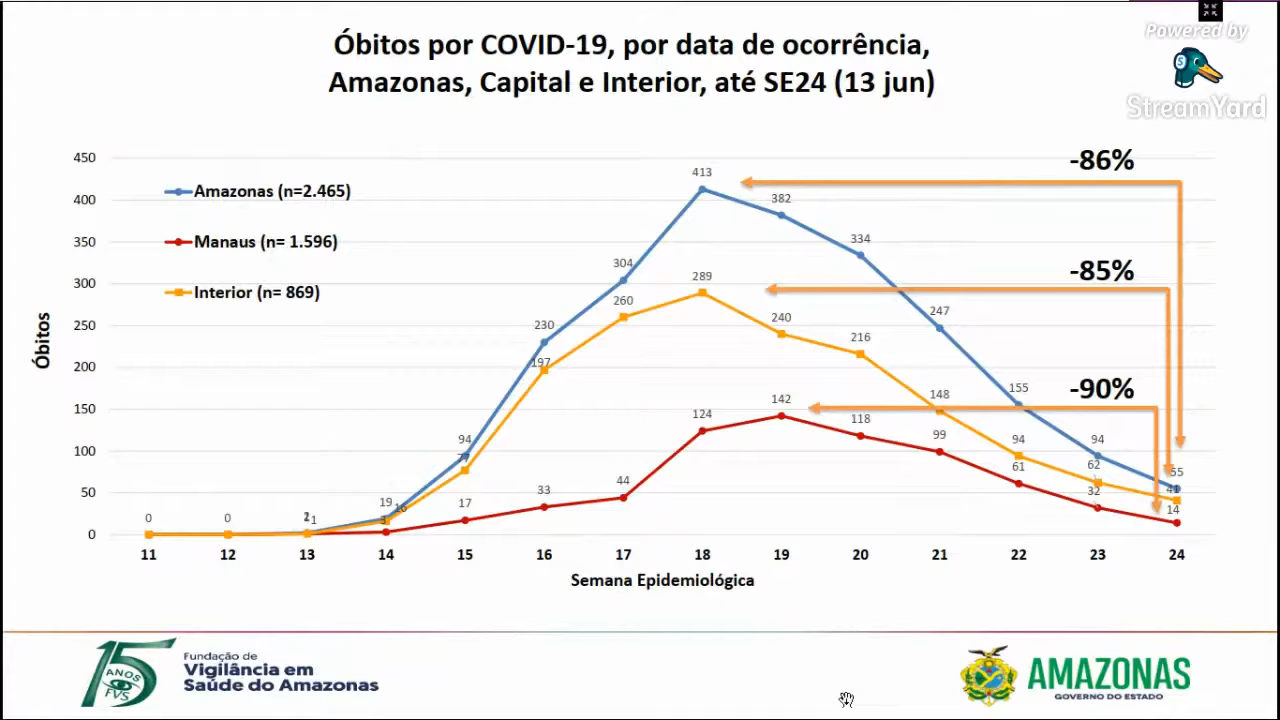 Óbitos por COVID-19, por data de ocorrência,
Amazonas, Capital e Interior, até SE24 (13 jun)
Powered by
StreamYard
Óbitos
450
400
350
300
250
200
150
100
50
0
Amazonas (n=2.465)
Manaus (n= 1.596)
Interior (n= 869)
-86%
-85%
-90%
0 0 2 19 94 230 304 413 382 334 247 155 94 55
1 16 77 197 260 289 240 216 148 94 62 41
1 3 17 33 44 124 142 118 99 61 32 14
11 12 13 14 15 16 17 18 19 20 21 22 23 24
Semana Epidemiológica
15
ANOS
FVS
Fundação de
Vigilância em
Saúde do Amazonas
AMAZONAS
GOVERNO DO ESTADO